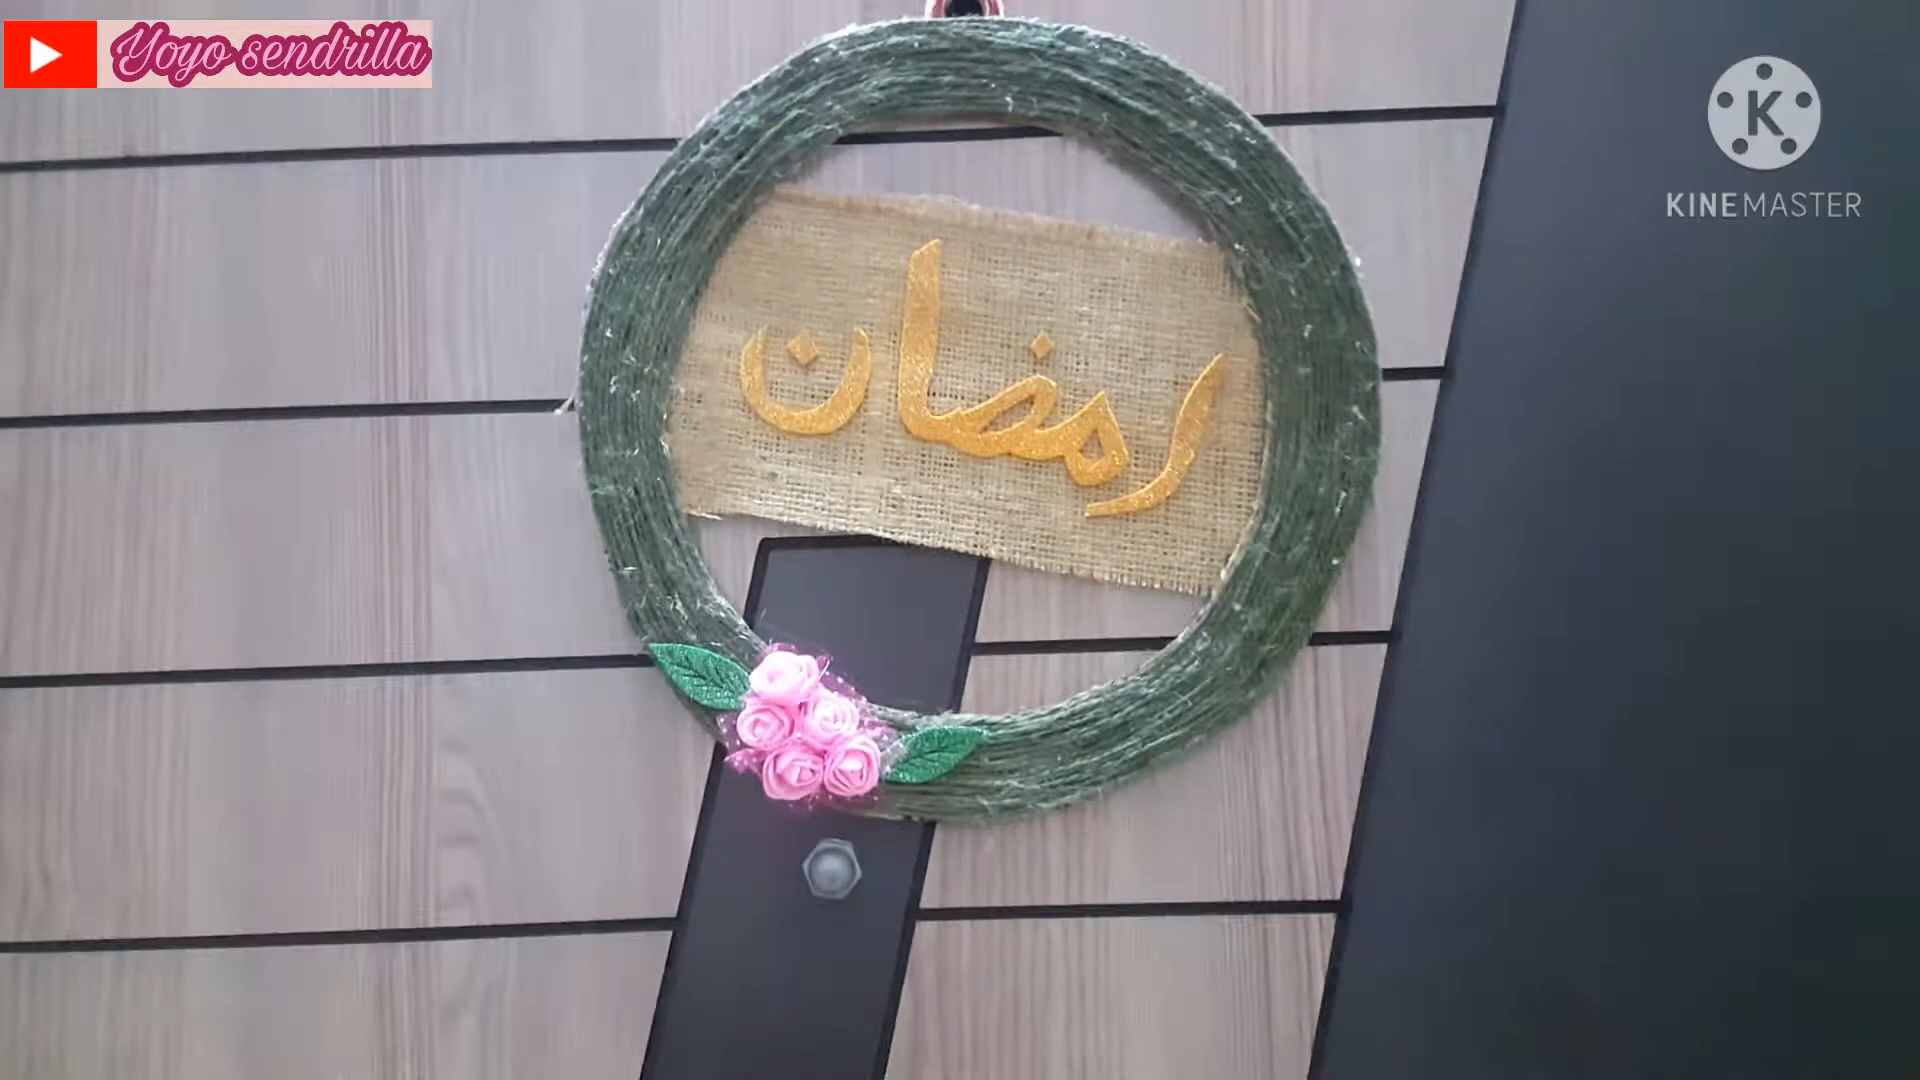 Yoyo sendrilla
KINEMASTER
رمضان